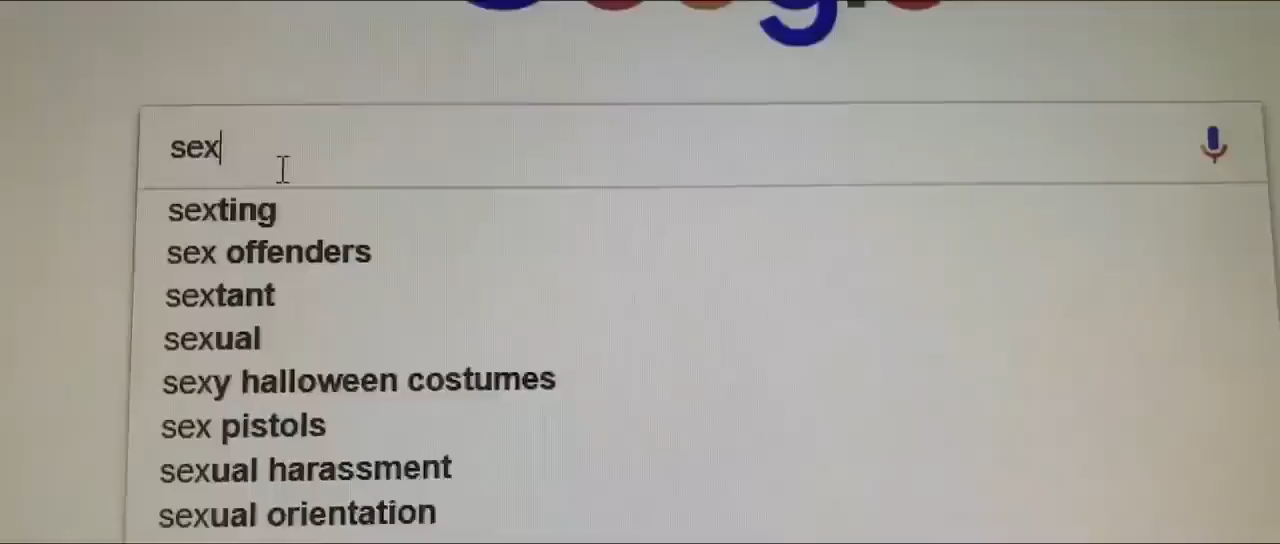 sex
sexting
sex offenders
sextant
sexual
sexy halloween costumes
sex pistols
sexual harassment
sexual orientation